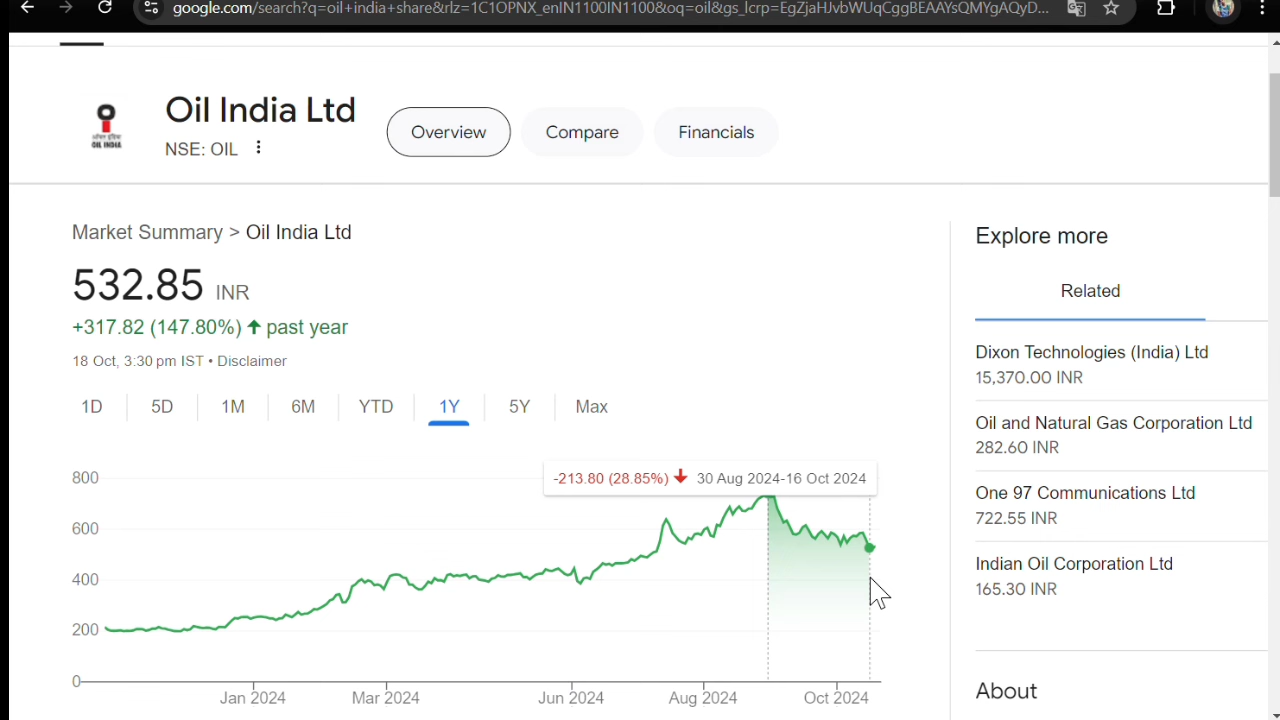 google.com/search?q=oil+india+share&rlz=1C1OPNX_enIN1100IN1100&oq=oil&gs_lcrp=EgZjaHJvbWUqCggBEAAYsQMYgAQyD...
Oil India Ltd
NSE: OIL
Overview
Compare
Financials
OIL INDIA
Market Summary > Oil India Ltd
532.85 INR
+317.82 (147.80%) past year
18 Oct, 3:30 pm IST • Disclaimer
1D 5D 1M 6M YTD 1Y 5Y Max
-213.80 (28.85%) 30 Aug 2024-16 Oct 2024
800
600
400
200
0
Jan 2024 Mar 2024 Jun 2024 Aug 2024 Oct 2024
Explore more
Related
Dixon Technologies (India) Ltd
15,370.00 INR
Oil and Natural Gas Corporation Ltd
282.60 INR
One 97 Communications Ltd
722.55 INR
Indian Oil Corporation Ltd
165.30 INR
About